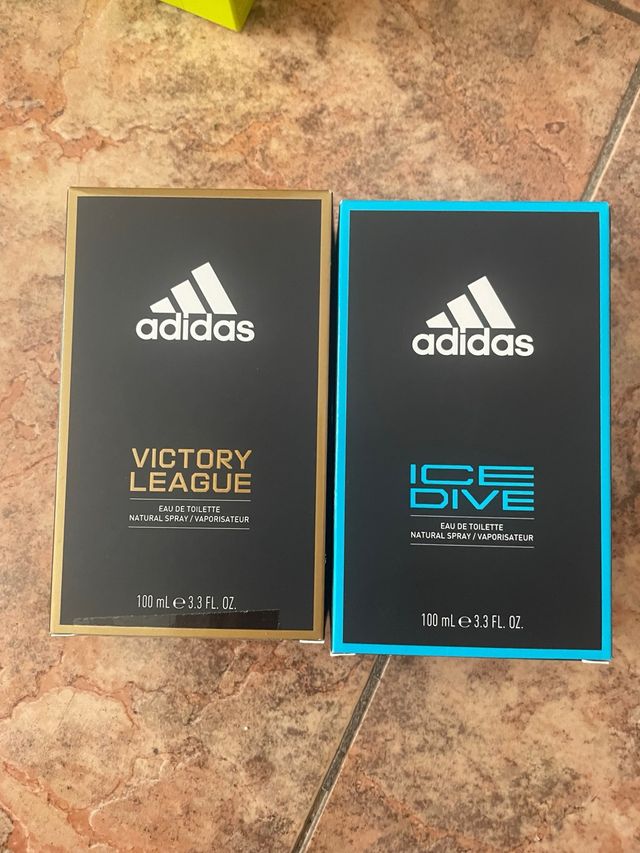 adidas
VICTORY
LEAGUE
EAU DE TOILETTE
NATURAL SPRAY / VAPORISATEUR
100 mL ℮ 3.3 FL. OZ.
adidas
ICE
DIVE
EAU DE TOILETTE
NATURAL SPRAY / VAPORISATEUR
100 mL ℮ 3.3 FL. OZ.